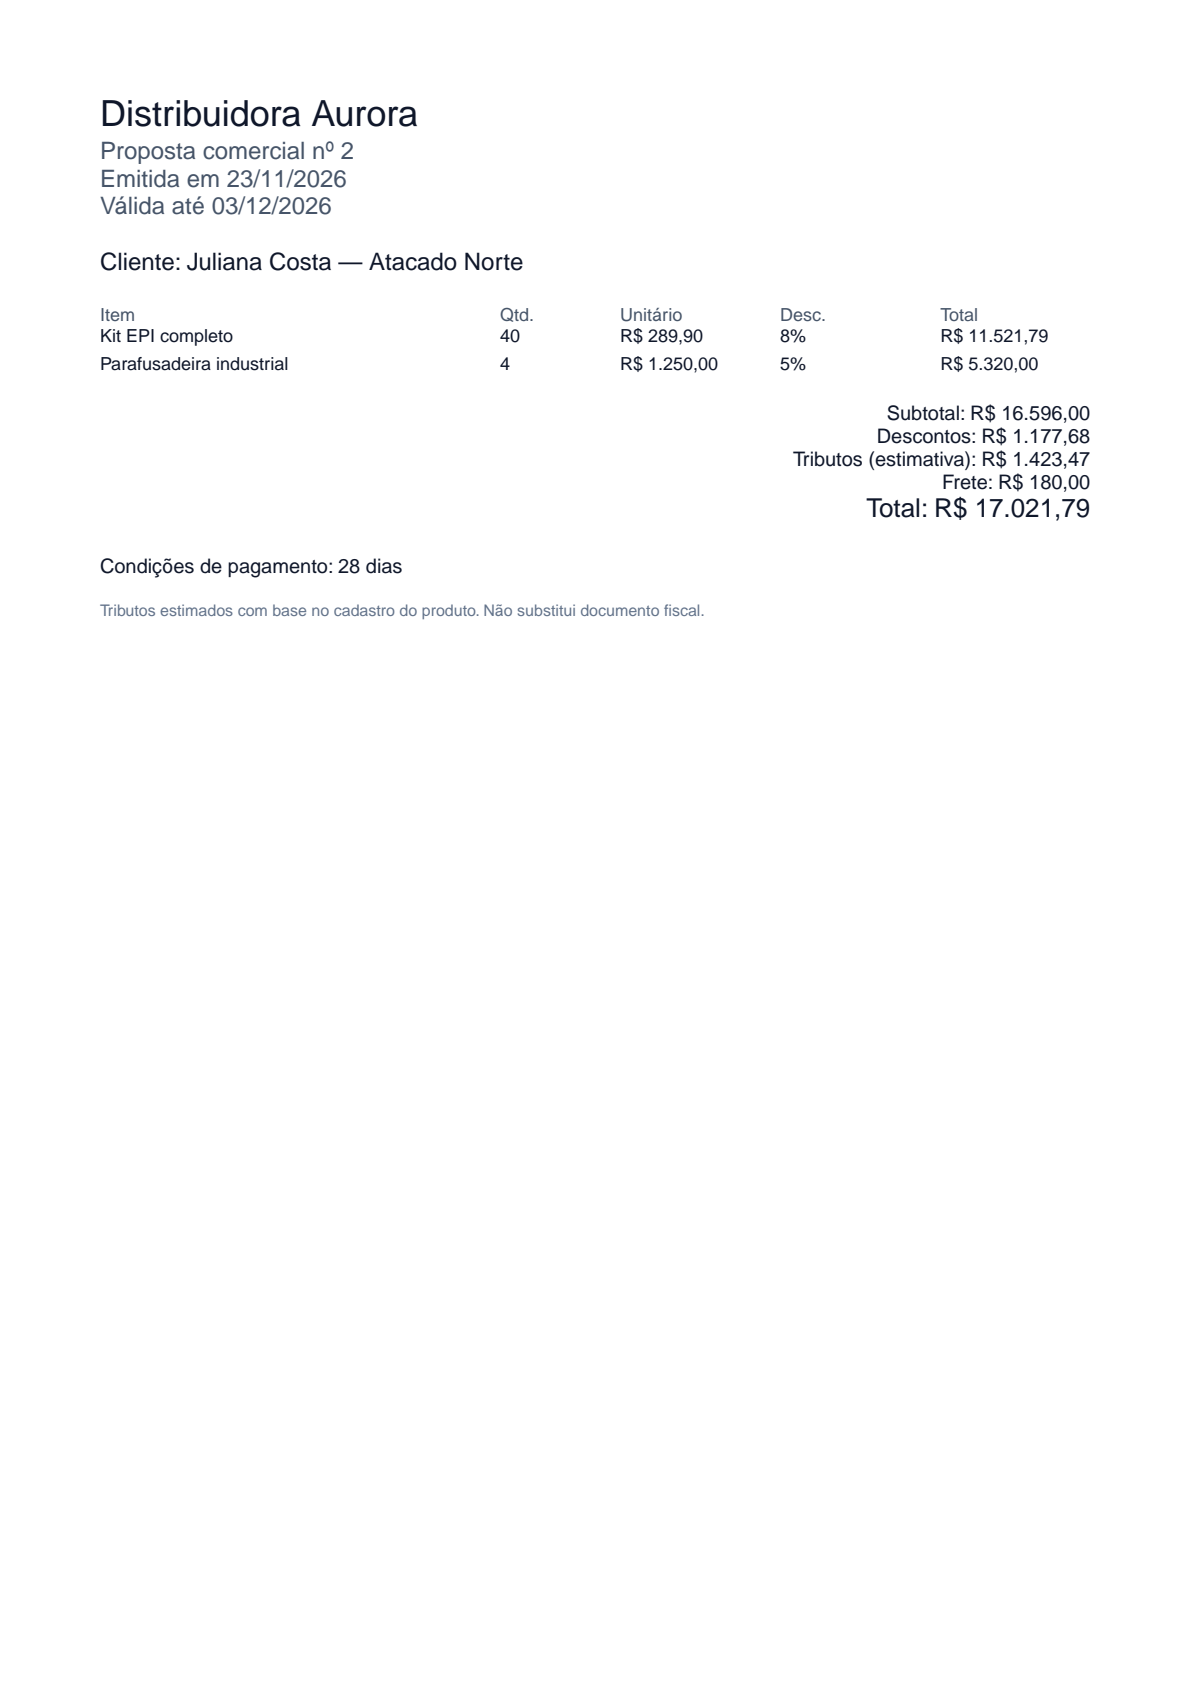 Distribuidora Aurora
Proposta comercial nº 2
Emitida em 23/11/2026
Válida até 03/12/2026
Cliente: Juliana Costa — Atacado Norte
Item Qtd. Unitário Desc. Total
Kit EPI completo 40 R$ 289,90 8% R$ 11.521,79
Parafusadeira industrial 4 R$ 1.250,00 5% R$ 5.320,00
Subtotal: R$ 16.596,00
Descontos: R$ 1.177,68
Tributos (estimativa): R$ 1.423,47
Frete: R$ 180,00
Total: R$ 17.021,79
Condições de pagamento: 28 dias
Tributos estimados com base no cadastro do produto. Não substitui documento fiscal.